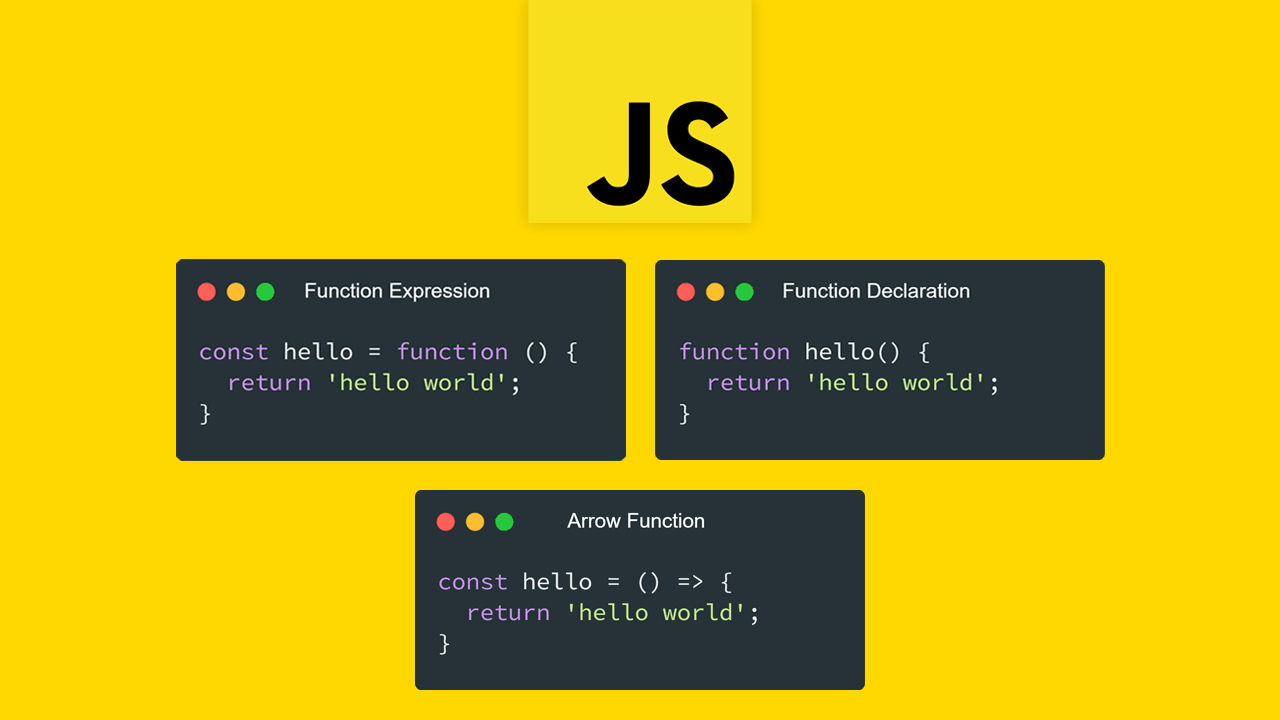 JS
Function Expression
const hello = function () {
  return 'hello world';
}
Function Declaration
function hello() {
  return 'hello world';
}
Arrow Function
const hello = () => {
  return 'hello world';
}